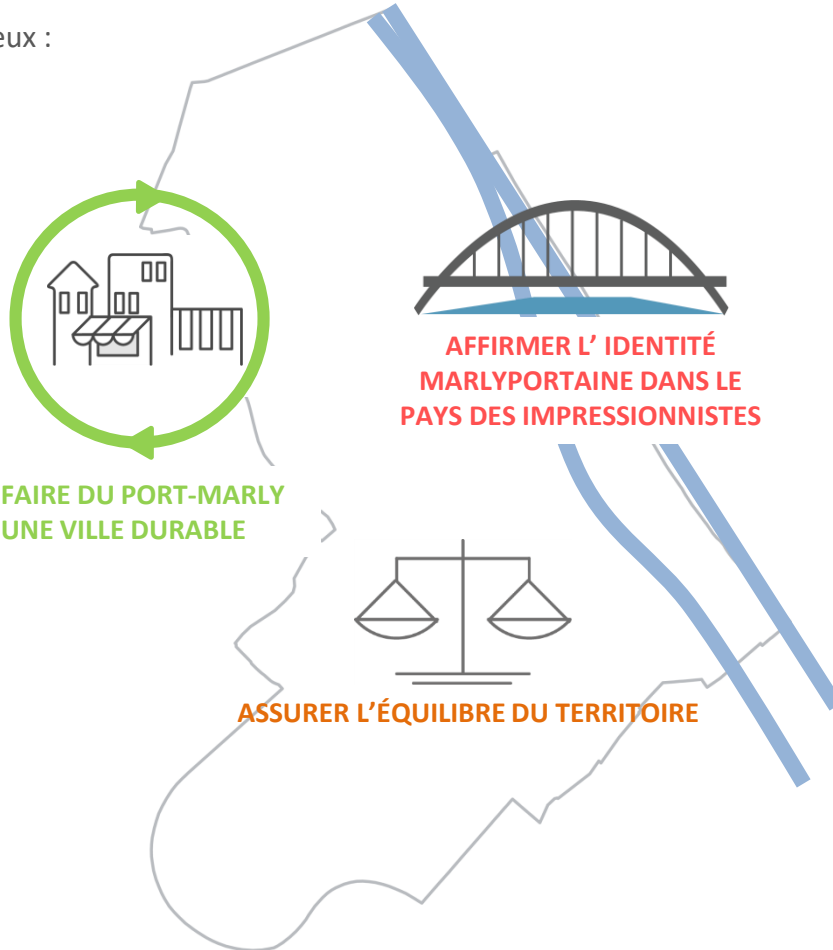 eux :
AFFIRMER L’ IDENTITÉ
MARLYPORTAINE DANS LE
PAYS DES IMPRESSIONNISTES
FAIRE DU PORT-MARLY
UNE VILLE DURABLE
ASSURER L’ÉQUILIBRE DU TERRITOIRE